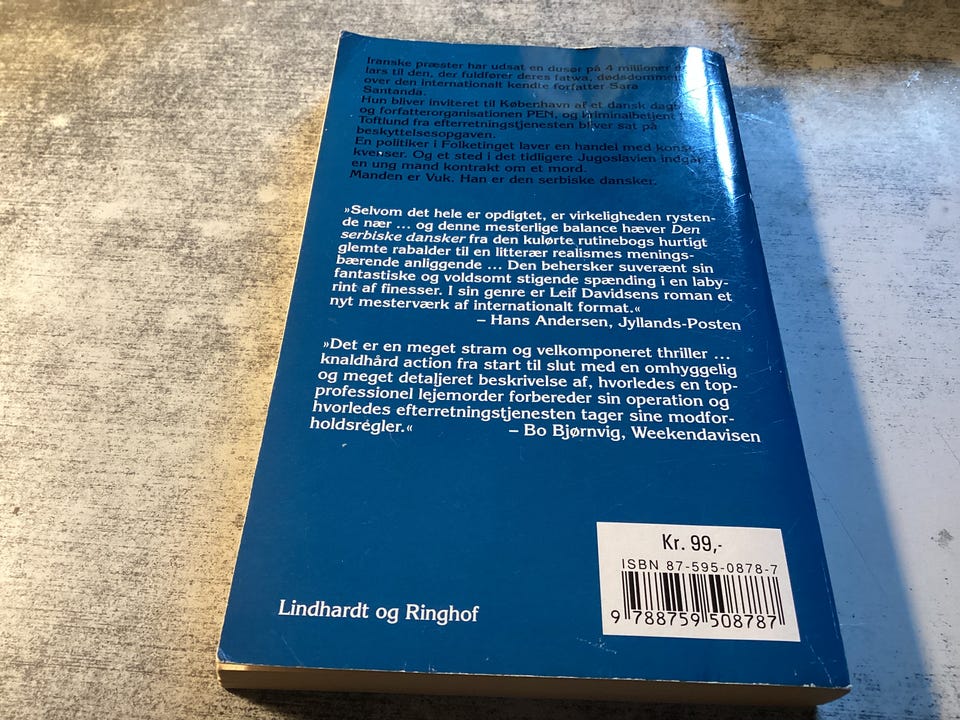 Iranske præster har udsat en dusør på 4 millioner
lars til den, der fuldfører deres fatwa, dødsdommen
over den internationalt kendte forfatter Sara
Santanda.
Hun bliver inviteret til København af et dansk
og forfatterorganisationen PEN, og kriminalbetjent
Toftlund fra efterretningstjenesten bliver sat på
beskyttelsesopgaven.
En politiker i Folketinget laver en handel med
kvenser. Og et sted i det tidligere Jugoslavien indgår
en ung mand kontrakt om et mord.
Manden er Vuk. Han er den serbiske dansker.
»Selvom det hele er opdigtet, er virkeligheden rysten-
de nær ... og denne mesterlige balance hæver Den
serbiske dansker fra den kulørte rutinebogs hurtigt
glemte rabalder til en litterær realismes menings-
bærende anliggende ... Den behersker suverænt sin
fantastiske og voldsomt stigende spænding i en laby-
rint af finesser. I sin genre er Leif Davidsens roman et
nyt mesterværk af internationalt format.«
– Hans Andersen, Jyllands-Posten
»Det er en meget stram og velkomponeret thriller ...
knaldhård action fra start til slut med en omhyggelig
og meget detaljeret beskrivelse af, hvorledes en top-
professionel lejemorder forbereder sin operation og
hvorledes efterretningstjenesten tager sine modfor-
holdsregler.« – Bo Bjørnvig, Weekendavisen
Kr. 99,-
ISBN 87-595-0878-7
9 788759 508787
Lindhardt og Ringhof